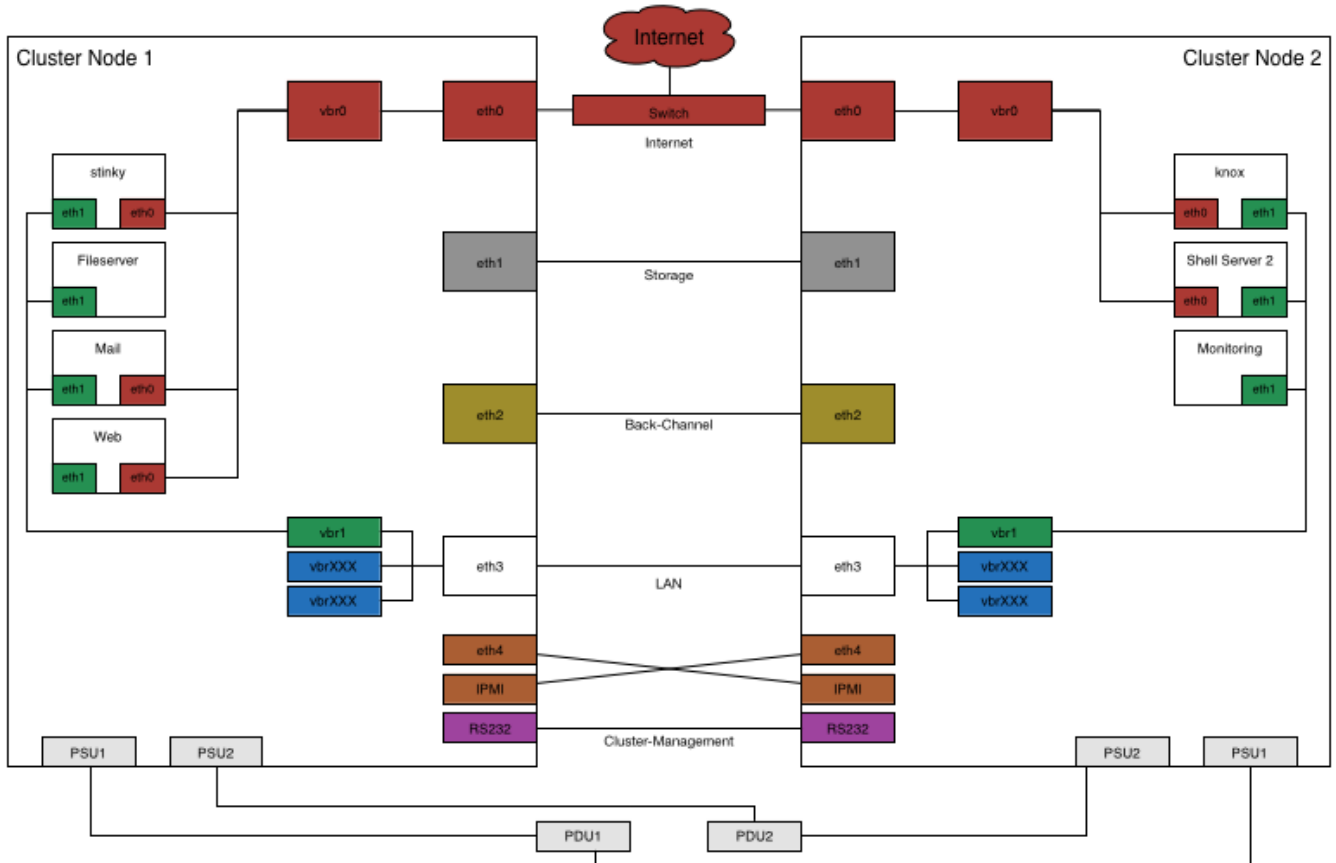 Internet
Cluster Node 1
Cluster Node 2
vbr0
eth0
Switch
eth0
vbr0
Internet
stinky
eth1
eth0
knox
eth0
eth1
Fileserver
eth1
eth1
Storage
eth1
Shell Server 2
eth0
eth1
Mail
eth1
eth0
Monitoring
eth1
eth2
Back-Channel
eth2
Web
eth1
eth0
vbr1
vbrXXX
vbrXXX
eth3
LAN
eth3
vbr1
vbrXXX
vbrXXX
eth4
eth4
IPMI
IPMI
RS232
Cluster-Management
RS232
PSU1
PSU2
PSU2
PSU1
PDU1
PDU2